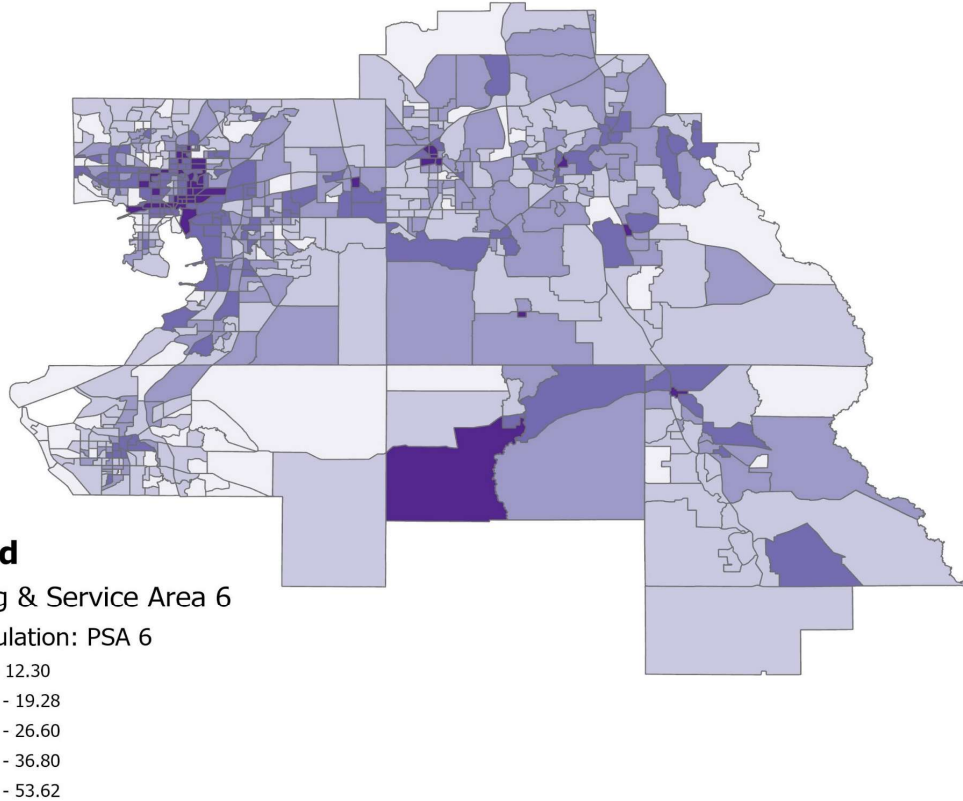 d
g & Service Area 6
ulation: PSA 6
12.30
- 19.28
- 26.60
- 36.80
- 53.62